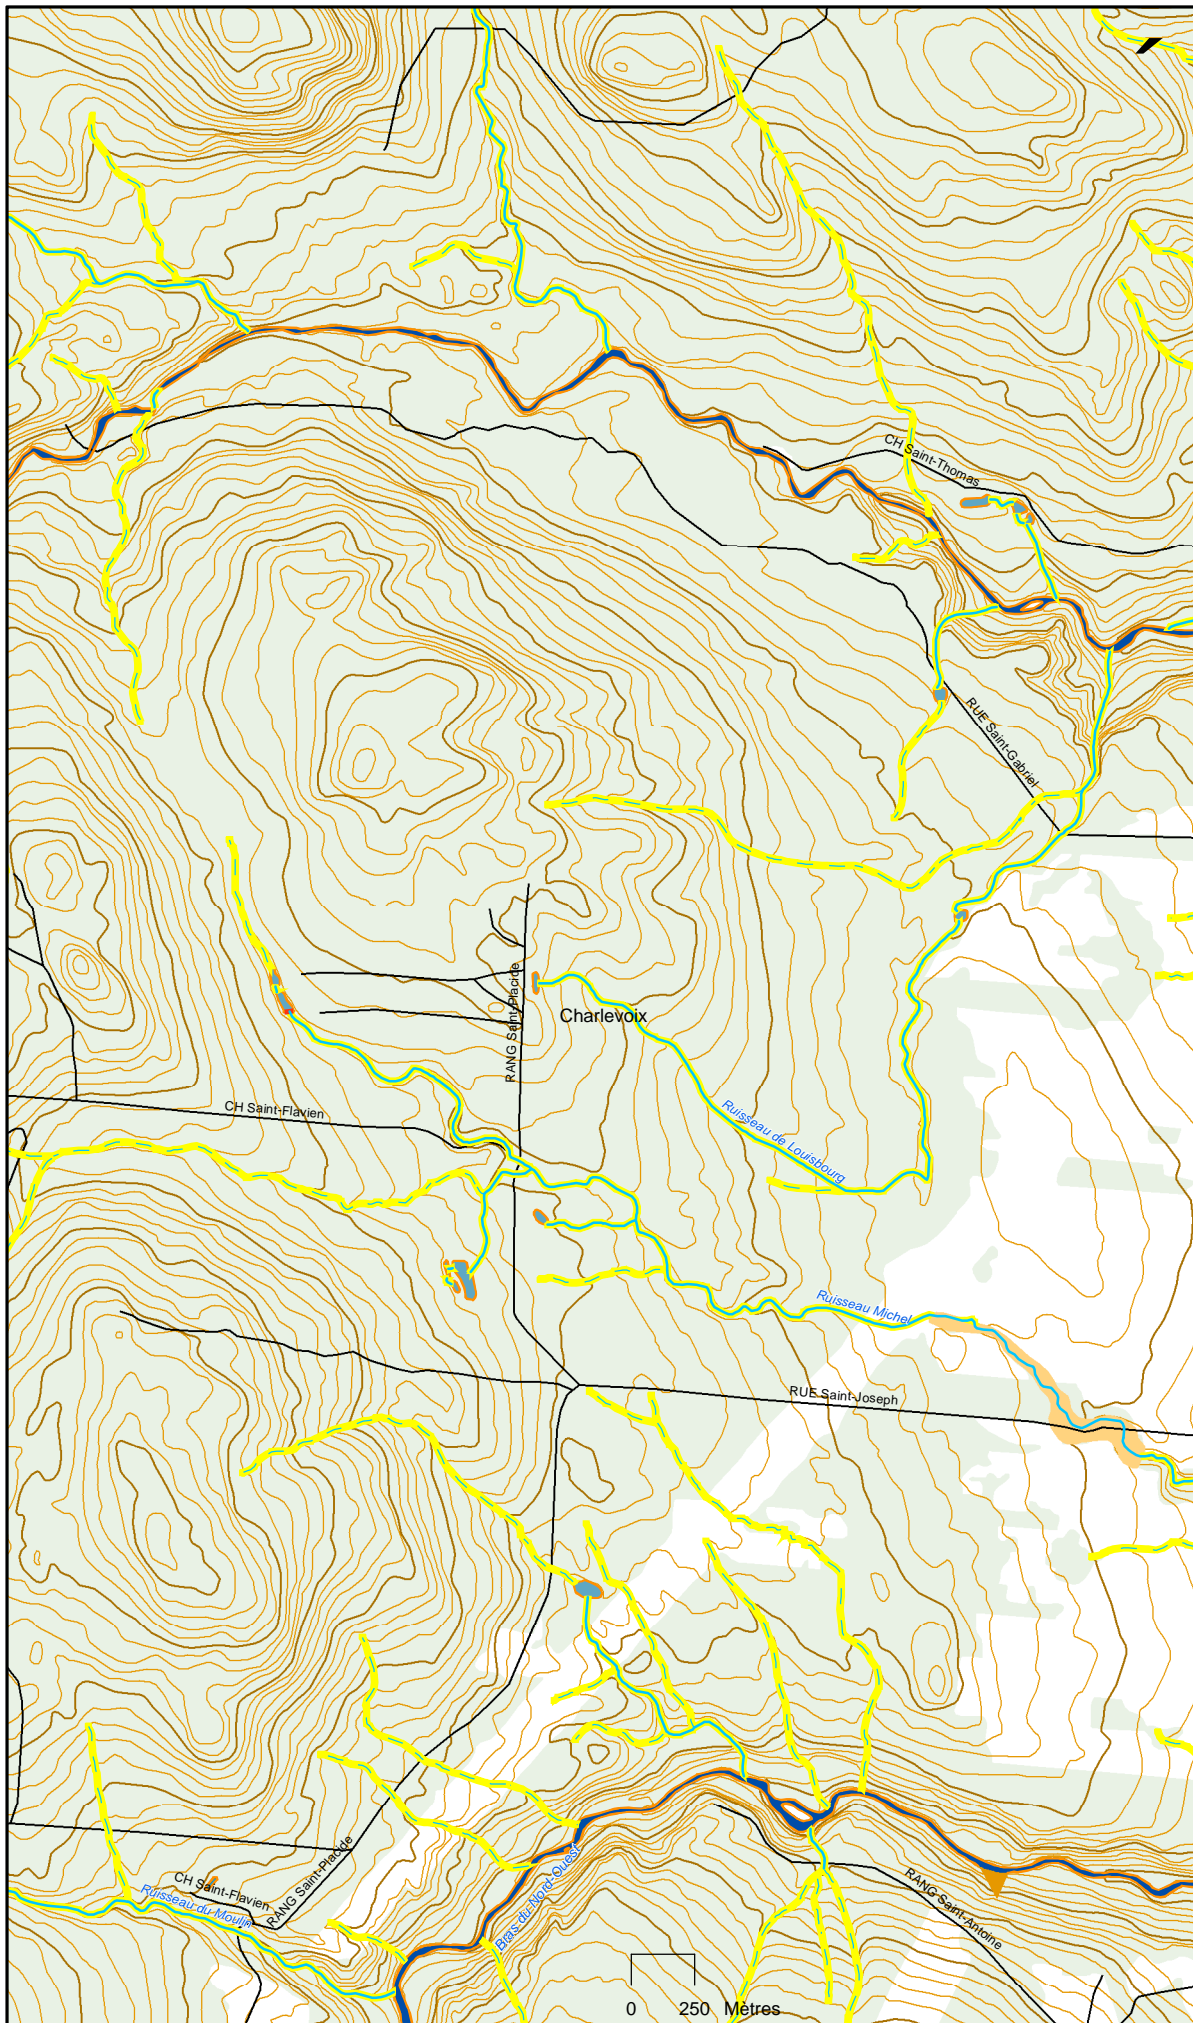 CH Saint-Thomas
RUE Saint-Gabriel
RANG Saint-Placide
Charlevoix
CH Saint-Flavien
Ruisseau de Louisbourg
Ruisseau Michel
RUE Saint-Joseph
RANG Saint-Placide
CH Saint-Flavien
Ruisseau du Moulin
Bras du Nord-Ouest
RANG Saint-Antoine
0 250 Mètres